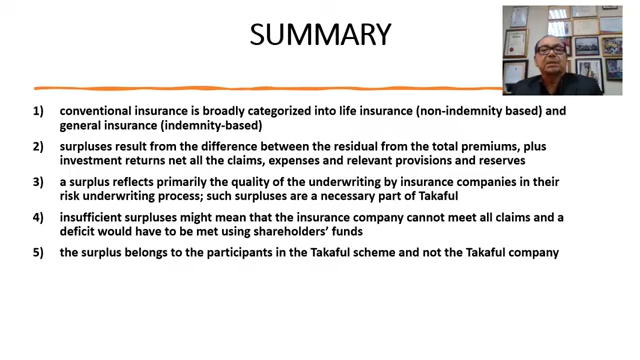 SUMMARY
1) conventional insurance is broadly categorized into life insurance (non-indemnity based) and
general insurance (indemnity-based)
2) surpluses result from the difference between the residual from the total premiums, plus
investment returns net all the claims, expenses and relevant provisions and reserves
3) a surplus reflects primarily the quality of the underwriting by insurance companies in their
risk underwriting process; such surpluses are a necessary part of Takaful
4) insufficient surpluses might mean that the insurance company cannot meet all claims and a
deficit would have to be met using shareholders' funds
5) the surplus belongs to the participants in the Takaful scheme and not the Takaful company